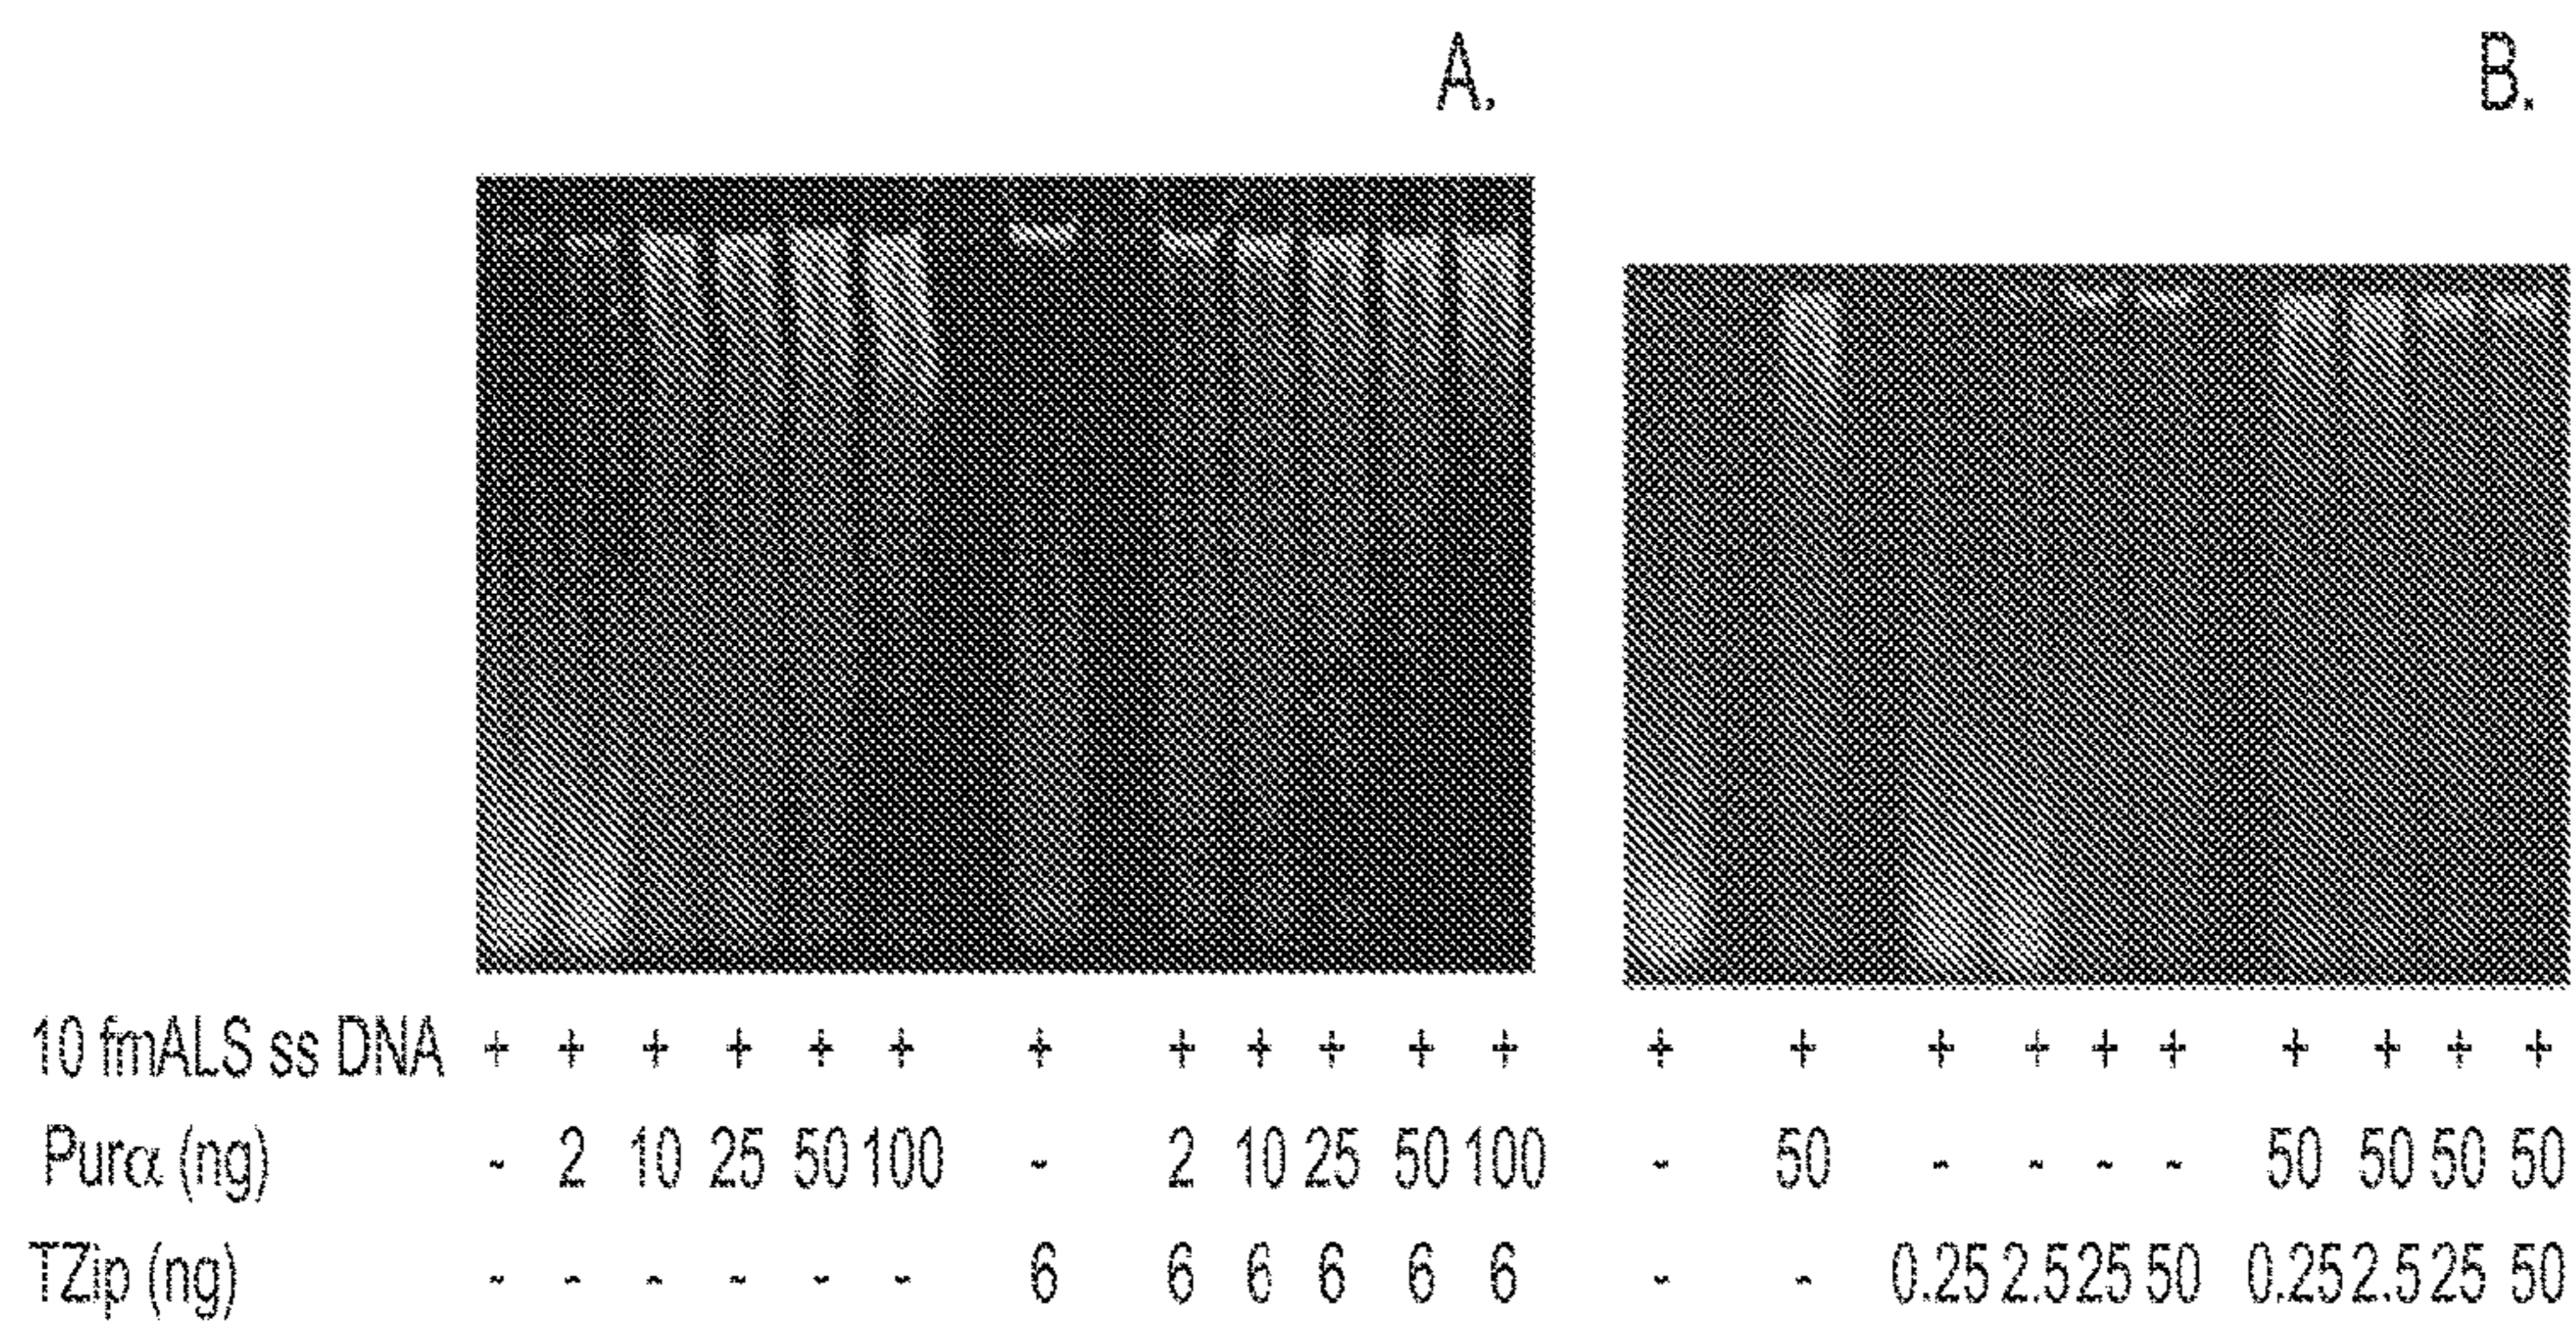 A. B.
10 fmALS ss DNA + + + + + + + + + + + + + + + + + + + + + +
Purα (ng) - 2 10 25 50 100 - 2 10 25 50 100 - 50 - - - - 50 50 50 50
TZip (ng) - - - - - - 6 6 6 6 6 6 - - 0.25 2.5 25 50 0.25 2.5 25 50